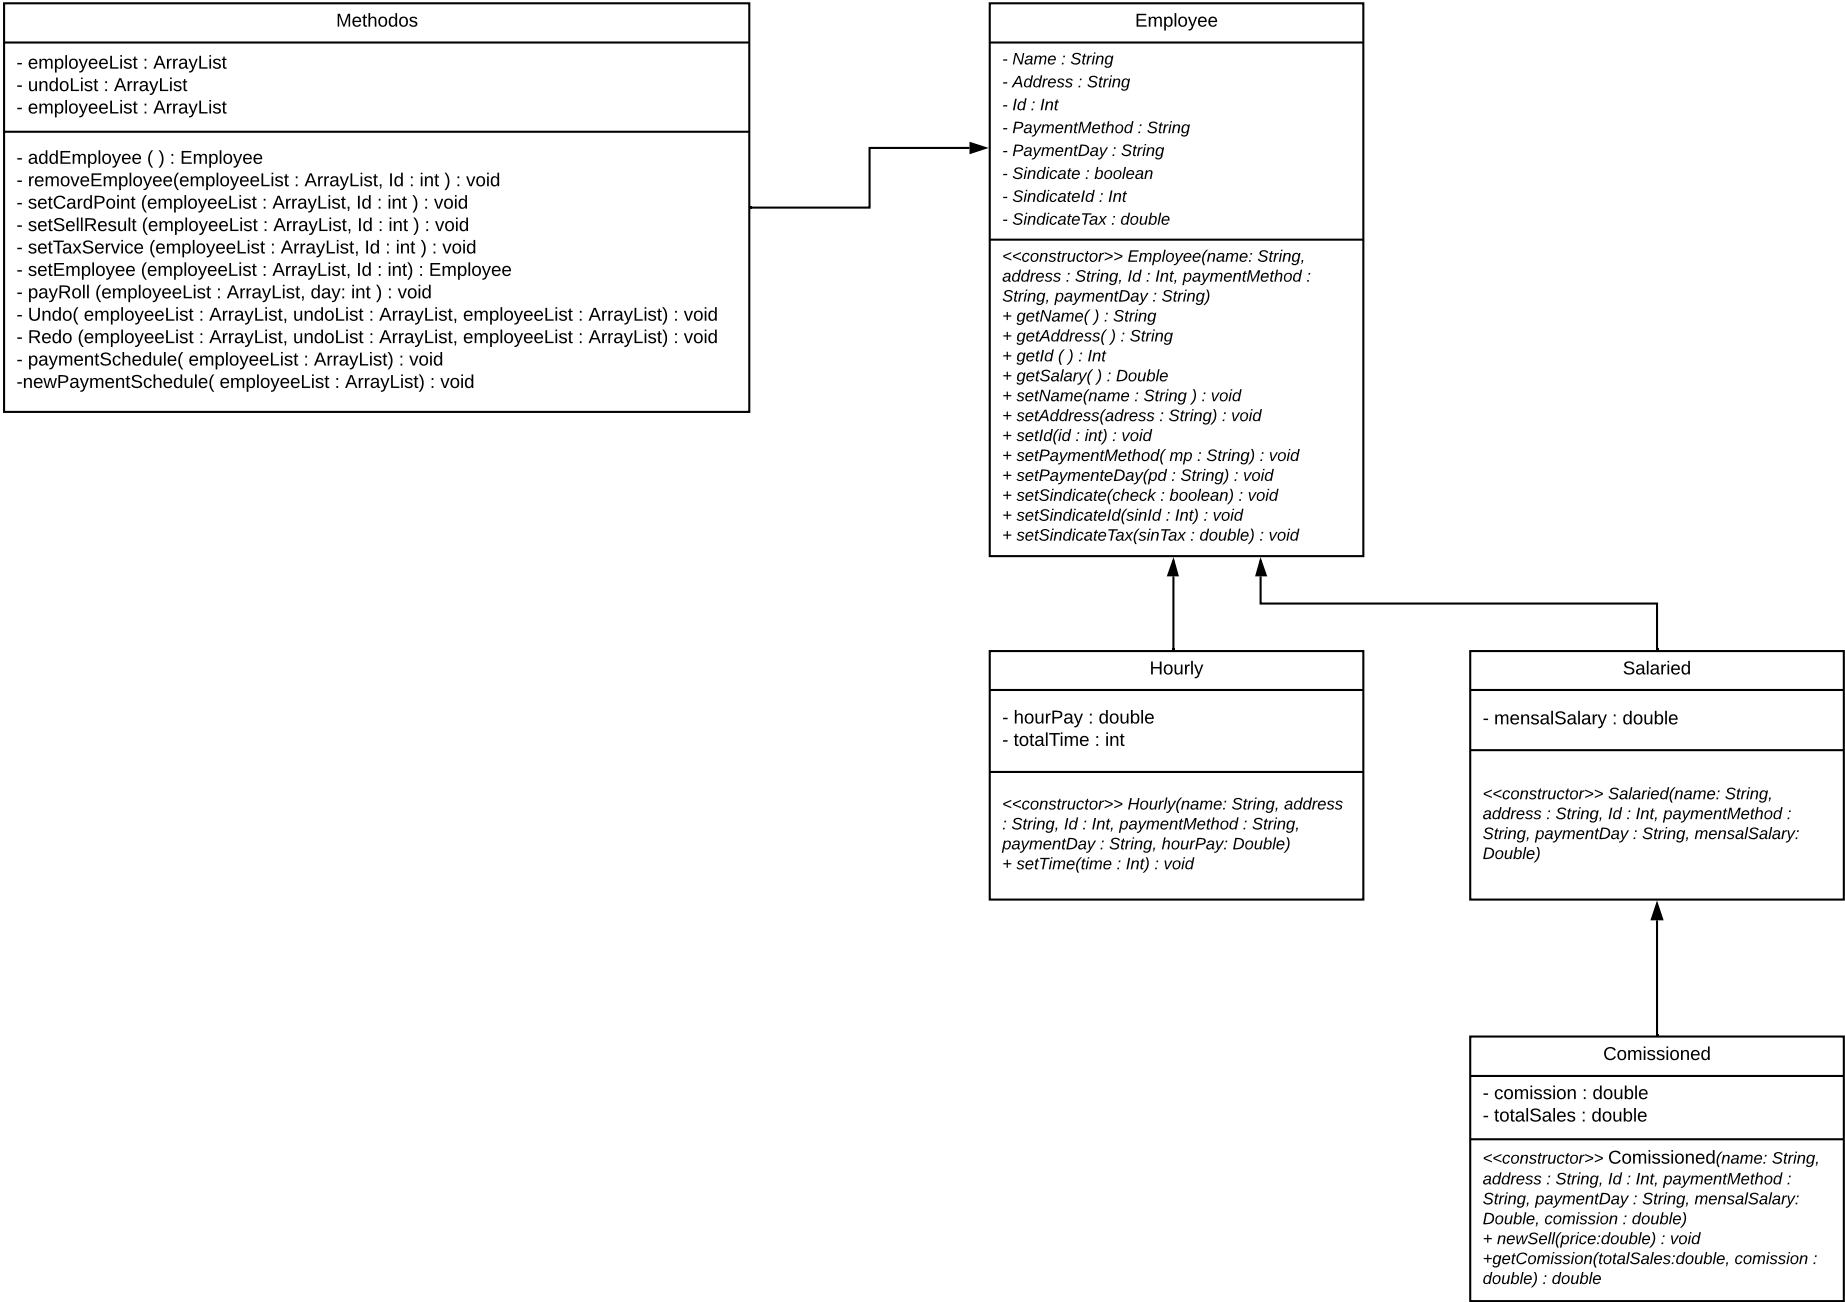 Methodos
- employeeList : ArrayList
- undoList : ArrayList
- employeeList : ArrayList
- addEmployee ( ) : Employee
- removeEmployee(employeeList : ArrayList, Id : int ) : void
- setCardPoint (employeeList : ArrayList, Id : int ) : void
- setSellResult (employeeList : ArrayList, Id : int ) : void
- setTaxService (employeeList : ArrayList, Id : int ) : void
- setEmployee (employeeList : ArrayList, Id : int) : Employee
- payRoll (employeeList : ArrayList, day: int ) : void
- Undo( employeeList : ArrayList, undoList : ArrayList, employeeList : ArrayList) : void
- Redo (employeeList : ArrayList, undoList : ArrayList, employeeList : ArrayList) : void
- paymentSchedule( employeeList : ArrayList) : void
-newPaymentSchedule( employeeList : ArrayList) : void
Employee
- Name : String
- Address : String
- Id : Int
- PaymentMethod : String
- PaymentDay : String
- Sindicate : boolean
- SindicateId : Int
- SindicateTax : double
<<constructor>> Employee(name: String,
address : String, Id : Int, paymentMethod :
String, paymentDay : String)
+ getName( ) : String
+ getAddress( ) : String
+ getId ( ) : Int
+ getSalary( ) : Double
+ setName(name : String ) : void
+ setAddress(adress : String) : void
+ setId(id : int) : void
+ setPaymentMethod( mp : String) : void
+ setPaymenteDay(pd : String) : void
+ setSindicate(check : boolean) : void
+ setSindicateId(sinId : Int) : void
+ setSindicateTax(sinTax : double) : void
Hourly
- hourPay : double
- totalTime : int
<<constructor>> Hourly(name: String, address
: String, Id : Int, paymentMethod : String,
paymentDay : String, hourPay: Double)
+ setTime(time : Int) : void
Salaried
- mensalSalary : double
<<constructor>> Salaried(name: String,
address : String, Id : Int, paymentMethod :
String, paymentDay : String, mensalSalary:
Double)
Comissioned
- comission : double
- totalSales : double
<<constructor>> Comissioned(name: String,
address : String, Id : Int, paymentMethod :
String, paymentDay : String, mensalSalary:
Double, comission : double)
+ newSell(price:double) : void
+getComission(totalSales:double, comission :
double) : double